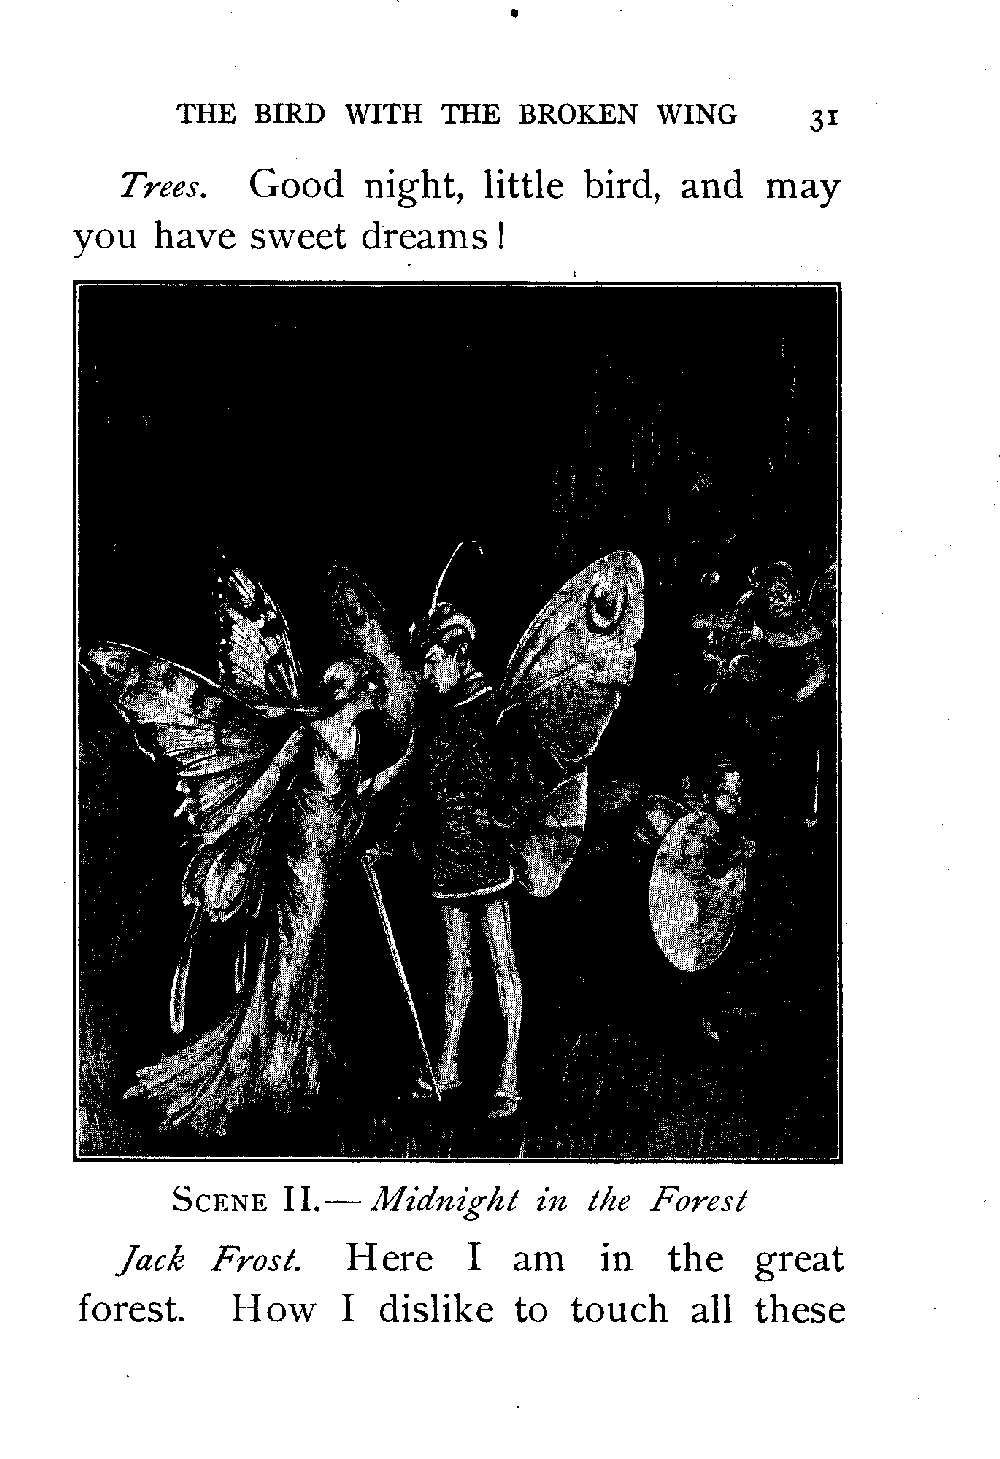 THE BIRD WITH THE BROKEN WING 31
Trees. Good night, little bird, and may
you have sweet dreams!
SCENE II.— Midnight in the Forest
Jack Frost. Here I am in the great
forest. How I dislike to touch all these